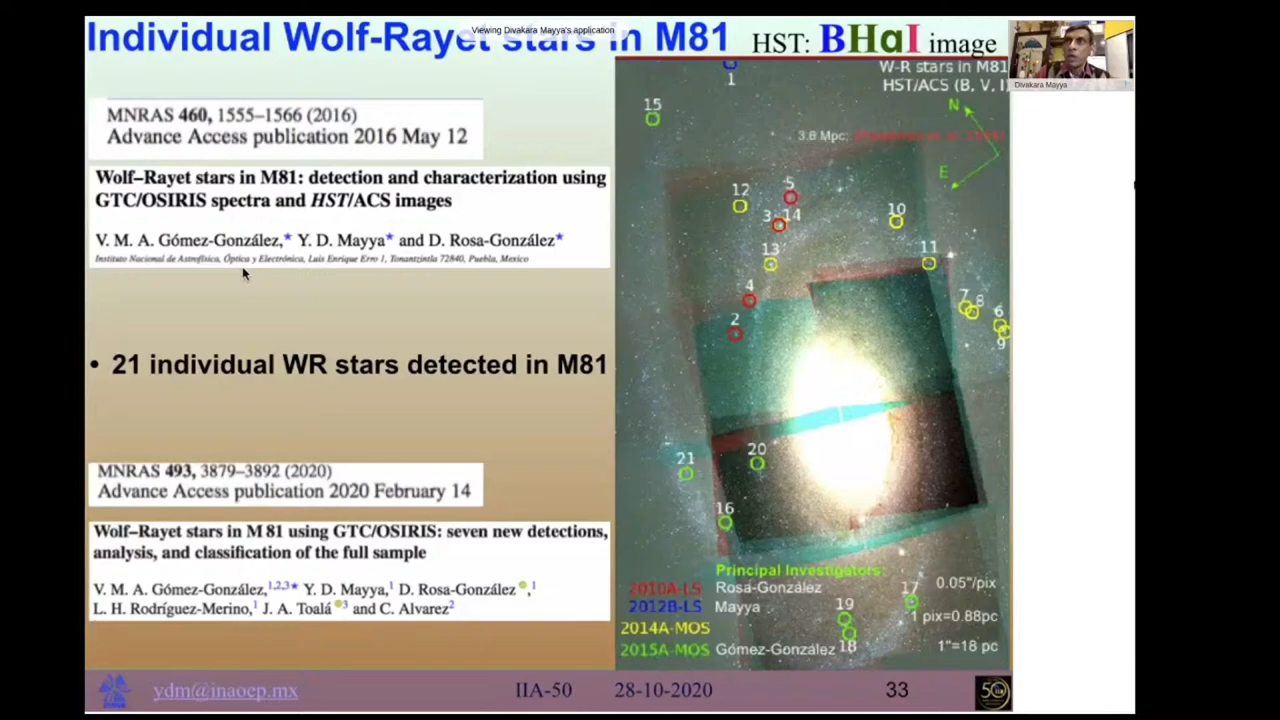 Individual Wolf-Rayet stars in M81
Viewing Divakara Mayya's application
HST: BHαI image
Divakara Mayya
MNRAS 460, 1555–1566 (2016)
Advance Access publication 2016 May 12
Wolf–Rayet stars in M81: detection and characterization using
GTC/OSIRIS spectra and HST/ACS images
V. M. A. Gómez-González,★ Y. D. Mayya★ and D. Rosa-González★
Instituto Nacional de Astrofísica, Óptica y Electrónica, Luis Enrique Erro 1, Tonantzintla 72840, Puebla, Mexico
• 21 individual WR stars detected in M81
MNRAS 493, 3879–3892 (2020)
Advance Access publication 2020 February 14
Wolf–Rayet stars in M 81 using GTC/OSIRIS: seven new detections,
analysis, and classification of the full sample
V. M. A. Gómez-González,1,2,3★ Y. D. Mayya,1 D. Rosa-González,1
L. H. Rodríguez-Merino,1 J. A. Toalá3 and C. Alvarez2
W-R stars in M81
HST/ACS (B, V, I)
N
E
3.6 Mpc:
1
15
12
5
3
14
10
13
11
4
7
8
6
2
9
20
21
16
17
19
18
Principal Investigators:
2010A-LS Rosa-González
2012B-LS Mayya
2014A-MOS
2015A-MOS Gómez-González
0.05"/pix
1 pix=0.88pc
1"=18 pc
ydm@inaoep.mx
IIA-50
28-10-2020
33
50